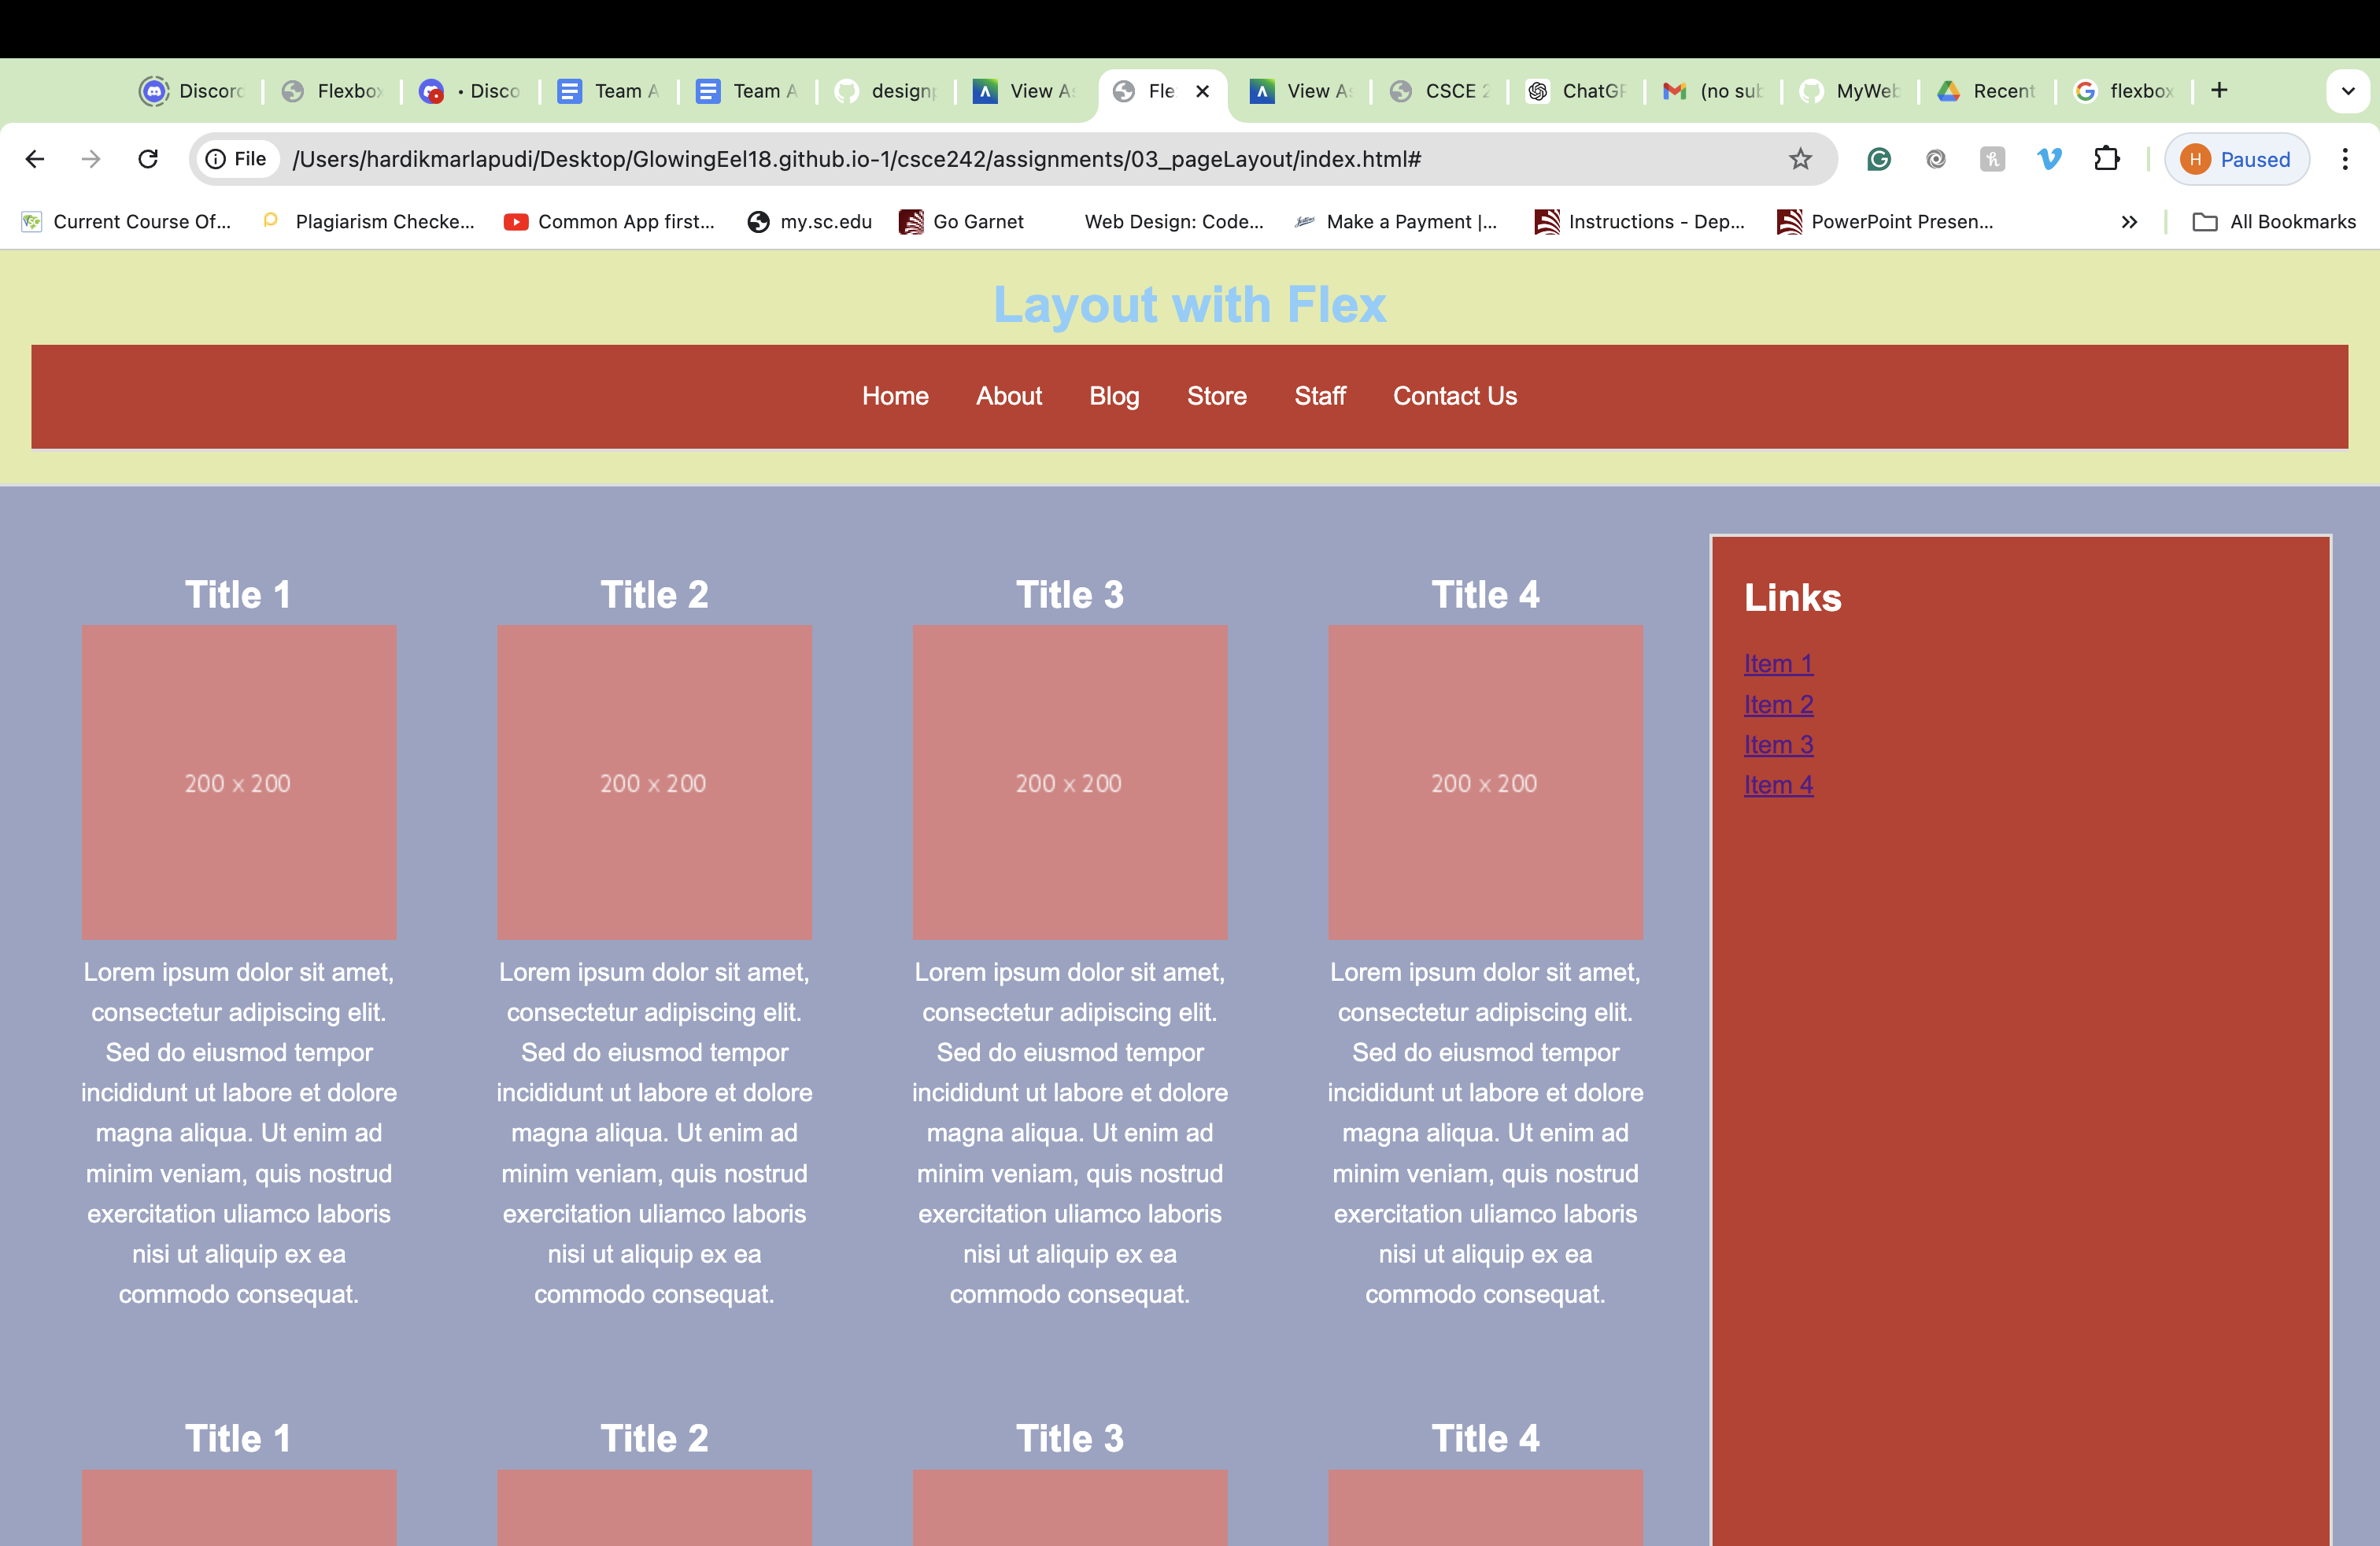 Discord
Flexbox
• Disco
Team A
Team A
design
View As
Fle
View As
CSCE 2
ChatGP
(no sub
MyWeb
Recent
flexbox
File
/Users/hardikmarlapudi/Desktop/GlowingEel18.github.io-1/csce242/assignments/03_pageLayout/index.html#
H
Paused
Current Course Of...
Plagiarism Checke...
Common App first...
my.sc.edu
Go Garnet
Web Design: Code...
Make a Payment |...
Instructions - Dep...
PowerPoint Presen...
All Bookmarks
Layout with Flex
Home About Blog Store Staff Contact Us
Title 1
200 x 200
Lorem ipsum dolor sit amet,
consectetur adipiscing elit.
Sed do eiusmod tempor
incididunt ut labore et dolore
magna aliqua. Ut enim ad
minim veniam, quis nostrud
exercitation uliamco laboris
nisi ut aliquip ex ea
commodo consequat.
Title 2
200 x 200
Lorem ipsum dolor sit amet,
consectetur adipiscing elit.
Sed do eiusmod tempor
incididunt ut labore et dolore
magna aliqua. Ut enim ad
minim veniam, quis nostrud
exercitation uliamco laboris
nisi ut aliquip ex ea
commodo consequat.
Title 3
200 x 200
Lorem ipsum dolor sit amet,
consectetur adipiscing elit.
Sed do eiusmod tempor
incididunt ut labore et dolore
magna aliqua. Ut enim ad
minim veniam, quis nostrud
exercitation uliamco laboris
nisi ut aliquip ex ea
commodo consequat.
Title 4
200 x 200
Lorem ipsum dolor sit amet,
consectetur adipiscing elit.
Sed do eiusmod tempor
incididunt ut labore et dolore
magna aliqua. Ut enim ad
minim veniam, quis nostrud
exercitation uliamco laboris
nisi ut aliquip ex ea
commodo consequat.
Links
Item 1
Item 2
Item 3
Item 4
Title 1
Title 2
Title 3
Title 4